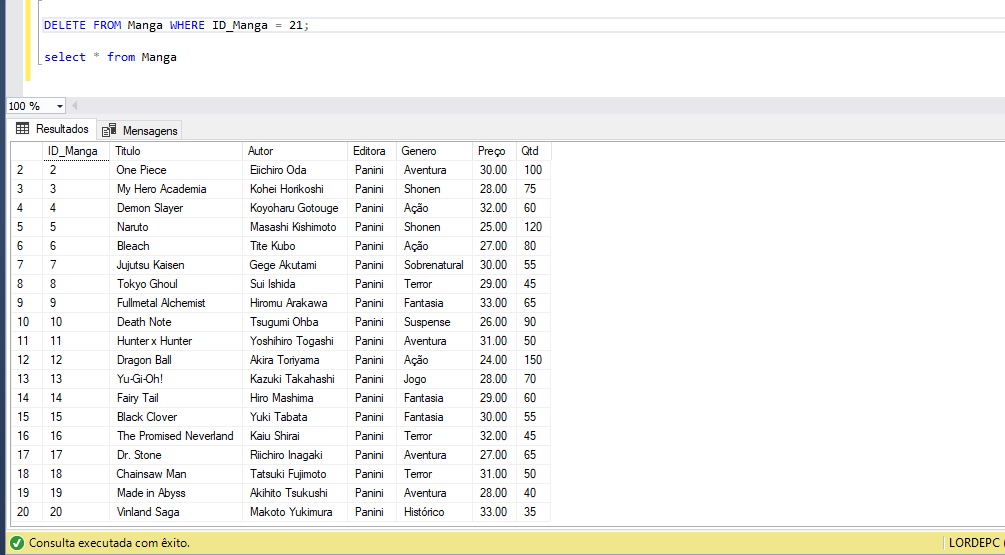 DELETE FROM Manga WHERE ID_Manga = 21;
select * from Manga
100 %
Resultados Mensagens
ID_Manga Titulo Autor Editora Genero Preço Qtd
2 2 One Piece Eiichiro Oda Panini Aventura 30.00 100
3 3 My Hero Academia Kohei Horikoshi Panini Shonen 28.00 75
4 4 Demon Slayer Koyoharu Gotouge Panini Ação 32.00 60
5 5 Naruto Masashi Kishimoto Panini Shonen 25.00 120
6 6 Bleach Tite Kubo Panini Ação 27.00 80
7 7 Jujutsu Kaisen Gege Akutami Panini Sobrenatural 30.00 55
8 8 Tokyo Ghoul Sui Ishida Panini Terror 29.00 45
9 9 Fullmetal Alchemist Hiromu Arakawa Panini Fantasia 33.00 65
10 10 Death Note Tsugumi Ohba Panini Suspense 26.00 90
11 11 Hunter x Hunter Yoshihiro Togashi Panini Aventura 31.00 50
12 12 Dragon Ball Akira Toriyama Panini Ação 24.00 150
13 13 Yu-Gi-Oh! Kazuki Takahashi Panini Jogo 28.00 70
14 14 Fairy Tail Hiro Mashima Panini Fantasia 29.00 60
15 15 Black Clover Yuki Tabata Panini Fantasia 30.00 55
16 16 The Promised Neverland Kaiu Shirai Panini Terror 32.00 45
17 17 Dr. Stone Riichiro Inagaki Panini Aventura 27.00 65
18 18 Chainsaw Man Tatsuki Fujimoto Panini Terror 31.00 50
19 19 Made in Abyss Akihito Tsukushi Panini Aventura 28.00 40
20 20 Vinland Saga Makoto Yukimura Panini Histórico 33.00 35
Consulta executada com êxito. LORDEPC (